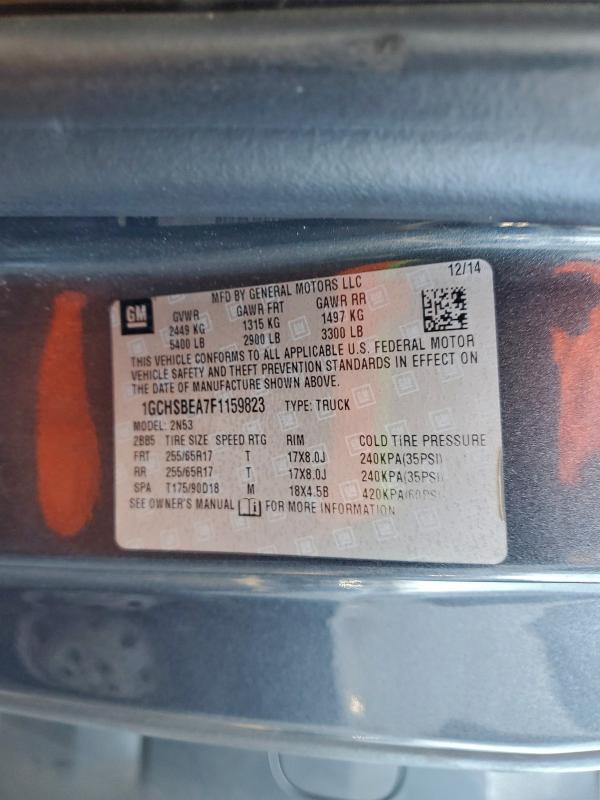 GM
MFD BY GENERAL MOTORS LLC 12/14
GVWR GAWR FRT GAWR RR
2449 KG 1315 KG 1497 KG
5400 LB 2900 LB 3300 LB
THIS VEHICLE CONFORMS TO ALL APPLICABLE U.S. FEDERAL MOTOR
VEHICLE SAFETY AND THEFT PREVENTION STANDARDS IN EFFECT ON
THE DATE OF MANUFACTURE SHOWN ABOVE.
1GCHSBEA7F1159823 TYPE: TRUCK
MODEL: 2N53
2BB5 TIRE SIZE SPEED RTG RIM COLD TIRE PRESSURE
FRT 255/65R17 T 17X8.0J 240KPA(35PSI)
RR 255/65R17 T 17X8.0J 240KPA(35PSI)
SPA T175/90D18 M 18X4.5B 420KPA(60PSI)
SEE OWNER'S MANUAL FOR MORE INFORMATION